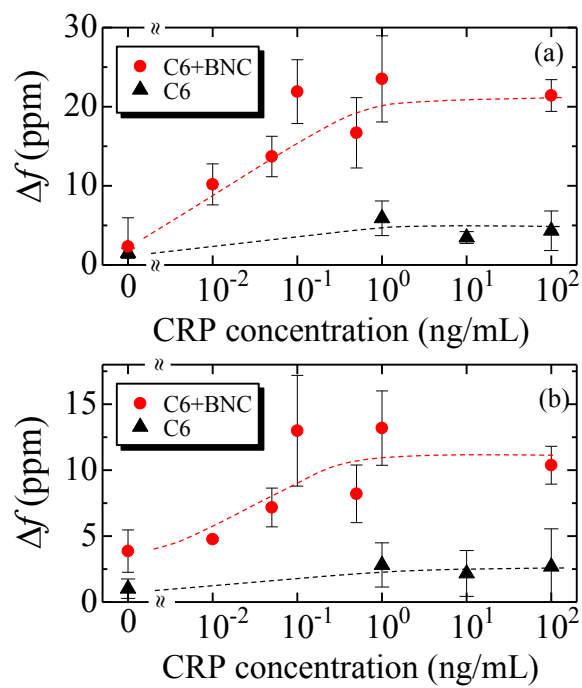 30
(a)
C6+BNC
C6
20
10
0
Δf (ppm)
≈
0 10⁻² 10⁻¹ 10⁰ 10¹ 10²
CRP concentration (ng/mL)
≈
(b)
C6+BNC
C6
15
10
5
0
Δf (ppm)
≈
0 10⁻² 10⁻¹ 10⁰ 10¹ 10²
CRP concentration (ng/mL)